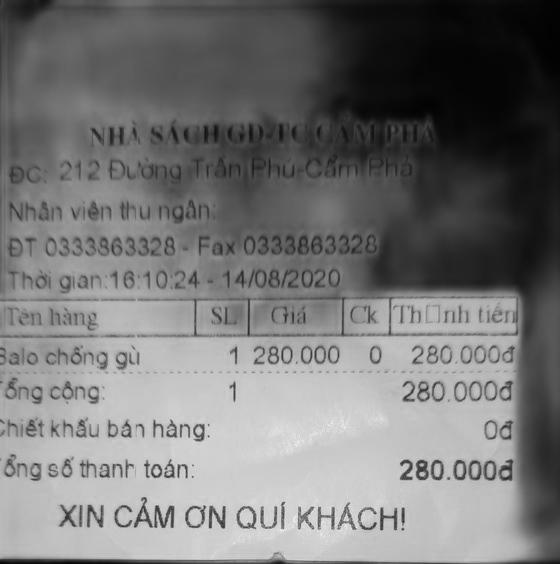 NHÀ SÁCH GD-TC CẨM PHẢ
ĐC: 212 Đường Trần Phú-Cẩm Phả
Nhân viên thu ngân:
ĐT 0333863328 - Fax 0333863328
Thời gian:16:10:24 - 14/08/2020
Tên hàng SL Giá Ck Th□nh tiền
Balo chống gù 1 280.000 0 280.000đ
Tổng cộng: 1 280.000đ
Chiết khấu bán hàng: 0đ
Tổng số thanh toán: 280.000đ
XIN CẢM ƠN QUÍ KHÁCH!